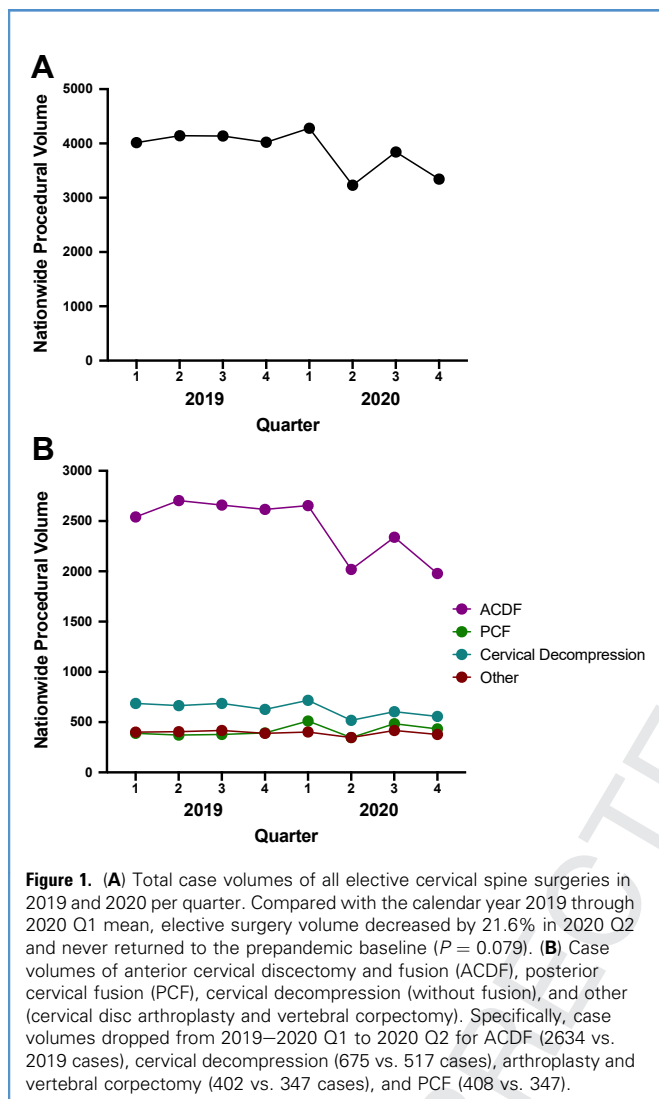 A
5000
4000
3000
2000
1000
0
Nationwide Procedural Volume
1 2 3 4 1 2 3 4
2019 2020
Quarter
B
3000
2500
2000
1500
1000
500
0
Nationwide Procedural Volume
ACDF
PCF
Cervical Decompression
Other
1 2 3 4 1 2 3 4
2019 2020
Quarter
Figure 1. (A) Total case volumes of all elective cervical spine surgeries in
2019 and 2020 per quarter. Compared with the calendar year 2019 through
2020 Q1 mean, elective surgery volume decreased by 21.6% in 2020 Q2
and never returned to the prepandemic baseline (P = 0.079). (B) Case
volumes of anterior cervical discectomy and fusion (ACDF), posterior
cervical fusion (PCF), cervical decompression (without fusion), and other
(cervical disc arthroplasty and vertebral corpectomy). Specifically, case
volumes dropped from 2019–2020 Q1 to 2020 Q2 for ACDF (2634 vs.
2019 cases), cervical decompression (675 vs. 517 cases), arthroplasty and
vertebral corpectomy (402 vs. 347 cases), and PCF (408 vs. 347).